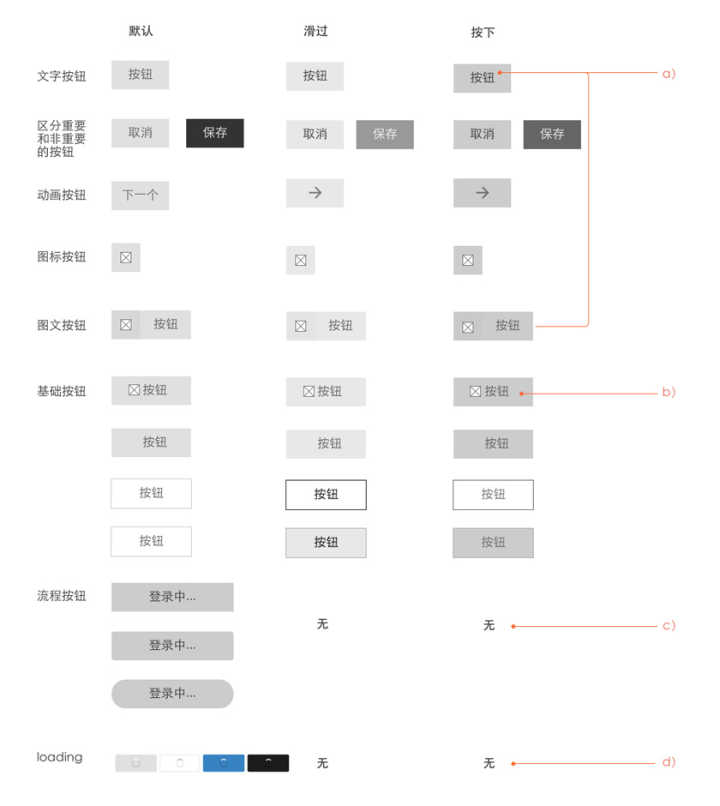 默认 滑过 按下
文字按钮 按钮 按钮 按钮 a)
区分重要
和非重要
的按钮
取消 保存 取消 保存 取消 保存
动画按钮 下一个
图标按钮
图文按钮 按钮 按钮 按钮
基础按钮 按钮 按钮 按钮 b)
按钮 按钮 按钮
按钮 按钮 按钮
按钮 按钮 按钮
流程按钮 登录中...
无 无 c)
登录中...
登录中...
loading 无 无 d)